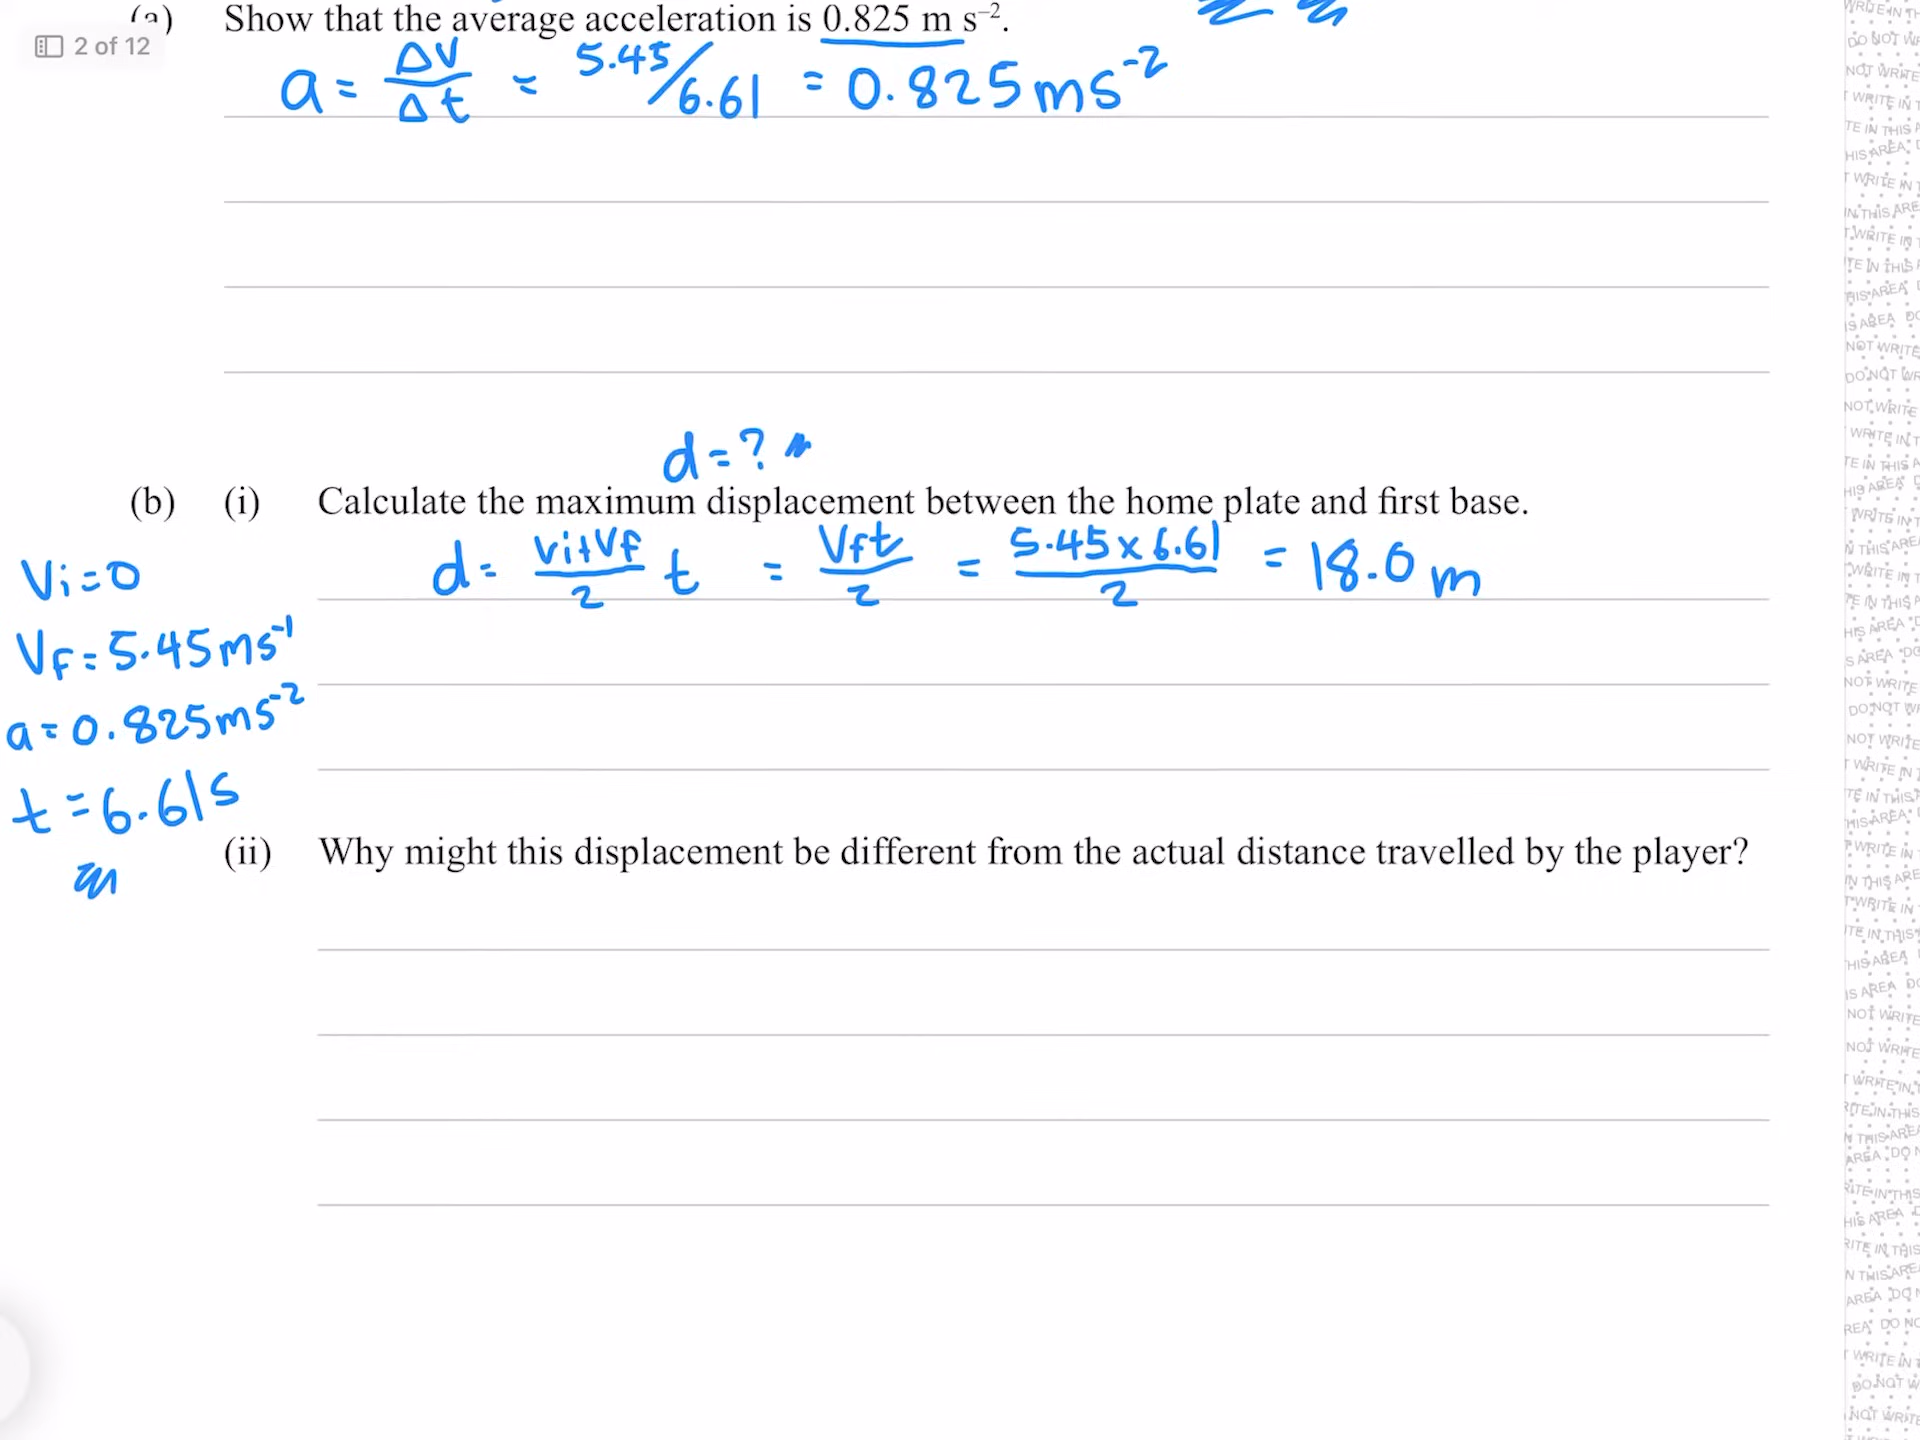 (a) Show that the average acceleration is 0.825 m s⁻².
2 of 12
a = Δv/Δt = 5.45/6.61 = 0.825 ms⁻²
d = ?
(b) (i) Calculate the maximum displacement between the home plate and first base.
d = (vi+vf)/2 t = vft/2 = (5.45 x 6.61)/2 = 18.0 m
Vi = 0
Vf = 5.45 ms⁻¹
a = 0.825 ms⁻²
t = 6.61s
(ii) Why might this displacement be different from the actual distance travelled by the player?